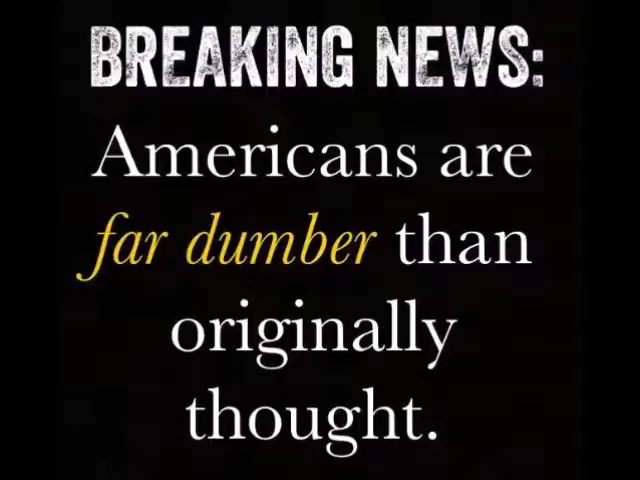 BREAKING NEWS:
Americans are
far dumber than
originally
thought.